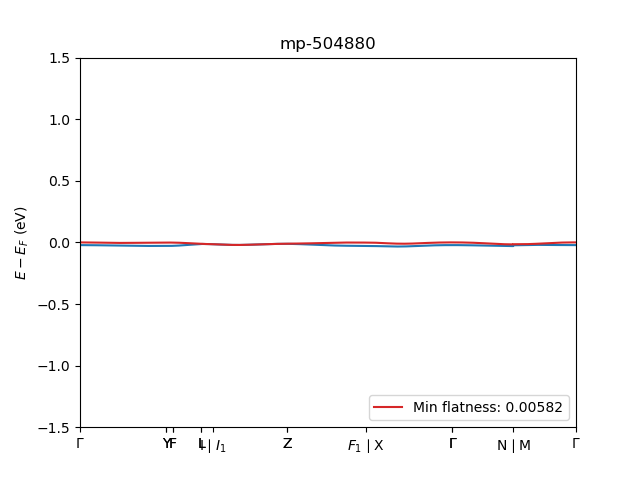 mp-504880
E − E_F (eV)
1.5
1.0
0.5
0.0
−0.5
−1.0
−1.5
Min flatness: 0.00582
Γ
Y
F
L
I | I₁
Z
F₁ | X
Γ
N | M
Γ